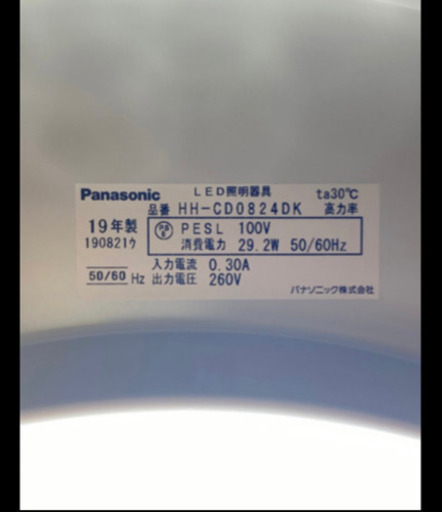 Panasonic LED照明器具 ta30℃
品番 HH-CD0824DK 高力率
19年製 PESL 100V
190821ウ 消費電力 29.2W 50/60Hz
入力電流 0.30A
50/60 Hz 出力電圧 260V
パナソニック株式会社